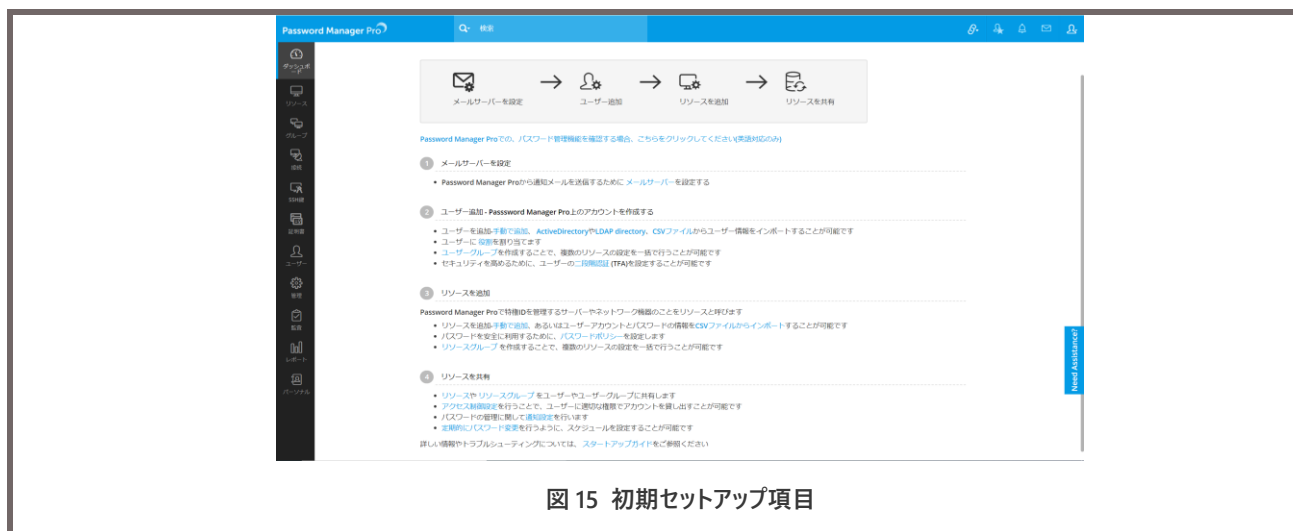 Password Manager Pro
検索
ダッシュボ
ード
リソース
グループ
接続
SSH鍵
証明書
ユーザー
管理
監査
レポート
パーソナル
メールサーバーを設定
ユーザー追加
リソースを追加
リソースを共有
Password Manager Proでの、パスワード管理機能を確認する場合、こちらをクリックしてください(英語対応のみ)
1 メールサーバーを設定
• Password Manager Proから通知メールを送信するために メールサーバーを設定する
2 ユーザー追加 - Passsword Manager Pro上のアカウントを作成する
• ユーザーを追加-手動で追加、 ActiveDirectoryやLDAP directory、CSVファイルからユーザー情報をインポートすることが可能です
• ユーザーに 役割を割り当てます
• ユーザーグループを作成することで、複数のリソースの設定を一括で行うことが可能です
• セキュリティを高めるために、ユーザーの二段階認証 (TFA)を設定することが可能です
3 リソースを追加
Password Manager Proで特権IDを管理するサーバーやネットワーク機器のことをリソースと呼びます
• リソースを追加-手動で追加、あるいはユーザーアカウントとパスワードの情報をCSVファイルからインポートすることが可能です
• パスワードを安全に利用するために、パスワードポリシーを設定します
• リソースグループ を作成することで、複数のリソースの設定を一括で行うことが可能です
4 リソースを共有
• リソースや リソースグループ をユーザーやユーザーグループに共有します
• アクセス制御設定を行うことで、ユーザーに適切な権限でアカウントを貸し出すことが可能です
• パスワードの管理に関して通知設定を行います
• 定期的にパスワード変更を行うように、スケジュールを設定することが可能です
詳しい情報やトラブルシューティングについては、 スタートアップガイドをご参照ください
Need Assistance?
図 15 初期セットアップ項目